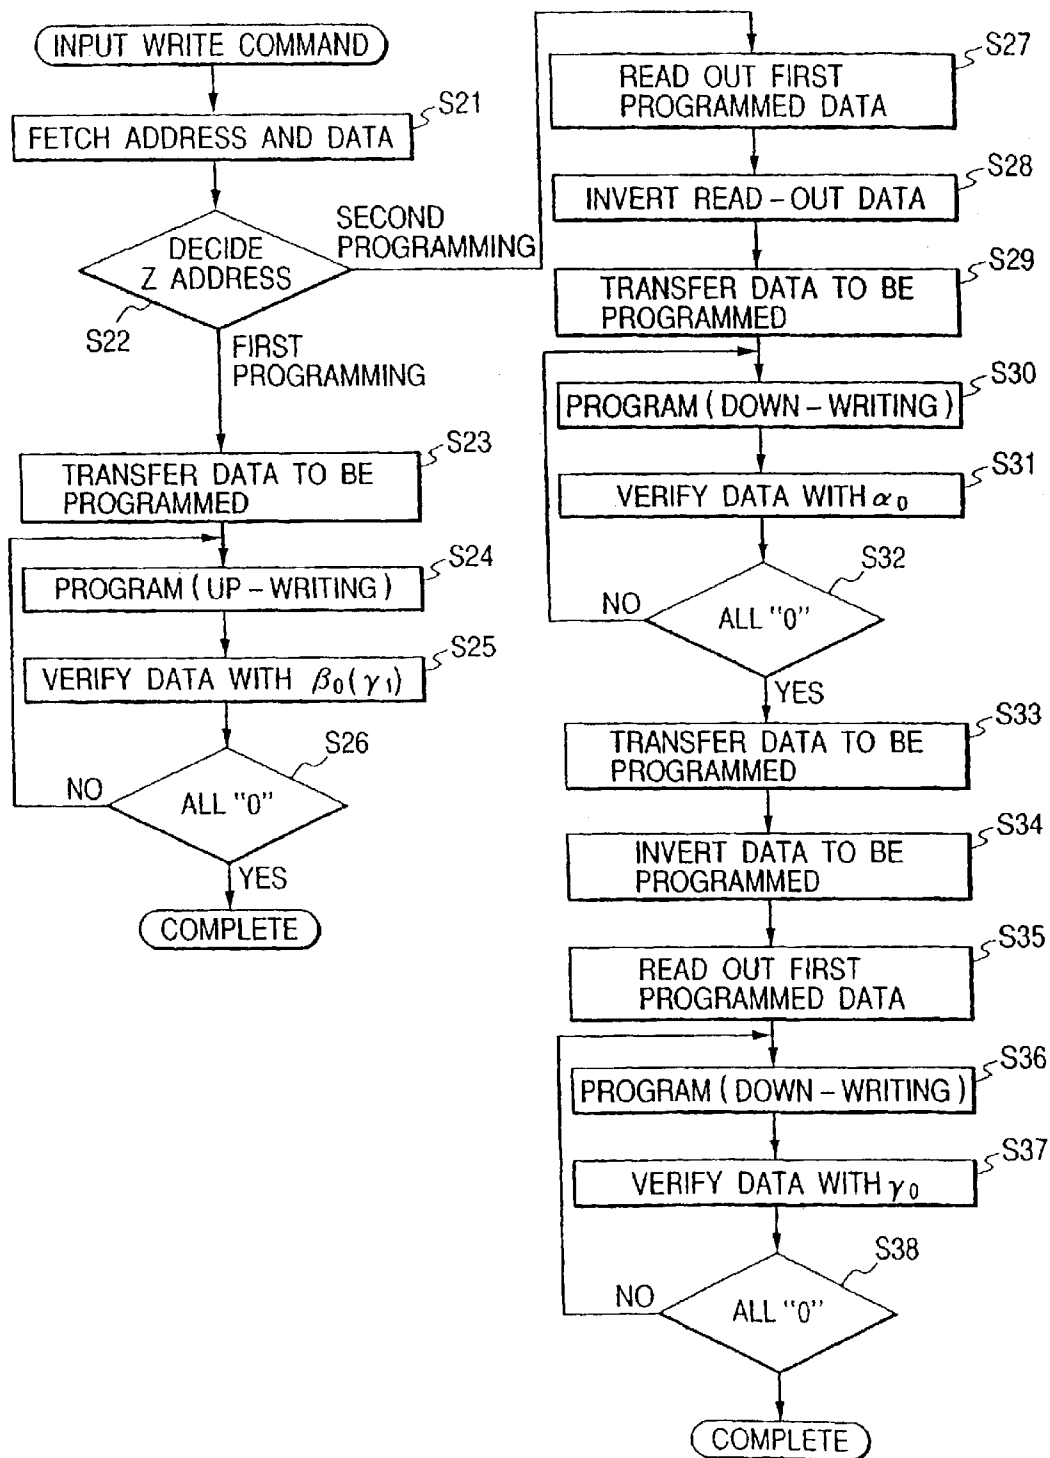 INPUT WRITE COMMAND
S21
FETCH ADDRESS AND DATA
DECIDE
Z ADDRESS
S22
SECOND
PROGRAMMING
FIRST
PROGRAMMING
S23
TRANSFER DATA TO BE
PROGRAMMED
S24
PROGRAM (UP-WRITING)
S25
VERIFY DATA WITH β0(γ1)
S26
ALL "0"
NO
YES
COMPLETE
S27
READ OUT FIRST
PROGRAMMED DATA
S28
INVERT READ-OUT DATA
S29
TRANSFER DATA TO BE
PROGRAMMED
S30
PROGRAM (DOWN-WRITING)
S31
VERIFY DATA WITH α0
S32
ALL "0"
NO
YES
S33
TRANSFER DATA TO BE
PROGRAMMED
S34
INVERT DATA TO BE
PROGRAMMED
S35
READ OUT FIRST
PROGRAMMED DATA
S36
PROGRAM (DOWN-WRITING)
S37
VERIFY DATA WITH γ0
S38
ALL "0"
NO
COMPLETE